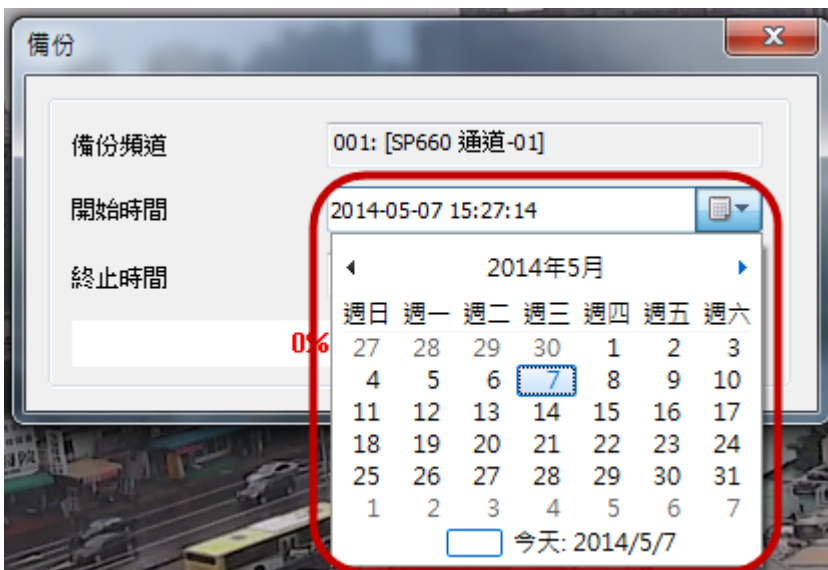 備份
備份頻道 001: [SP660 通道-01]
開始時間 2014-05-07 15:27:14
終止時間
0%
2014年5月
週日 週一 週二 週三 週四 週五 週六
27 28 29 30 1 2 3
4 5 6 7 8 9 10
11 12 13 14 15 16 17
18 19 20 21 22 23 24
25 26 27 28 29 30 31
1 2 3 4 5 6 7
今天: 2014/5/7